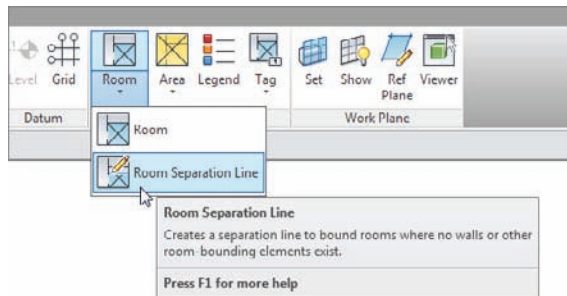 Level Grid Room Area Legend Tag Set Show Ref Plane Viewer
Datum Work Plane
Room
Room Separation Line
Room Separation Line
Creates a separation line to bound rooms where no walls or other
room-bounding elements exist.
Press F1 for more help